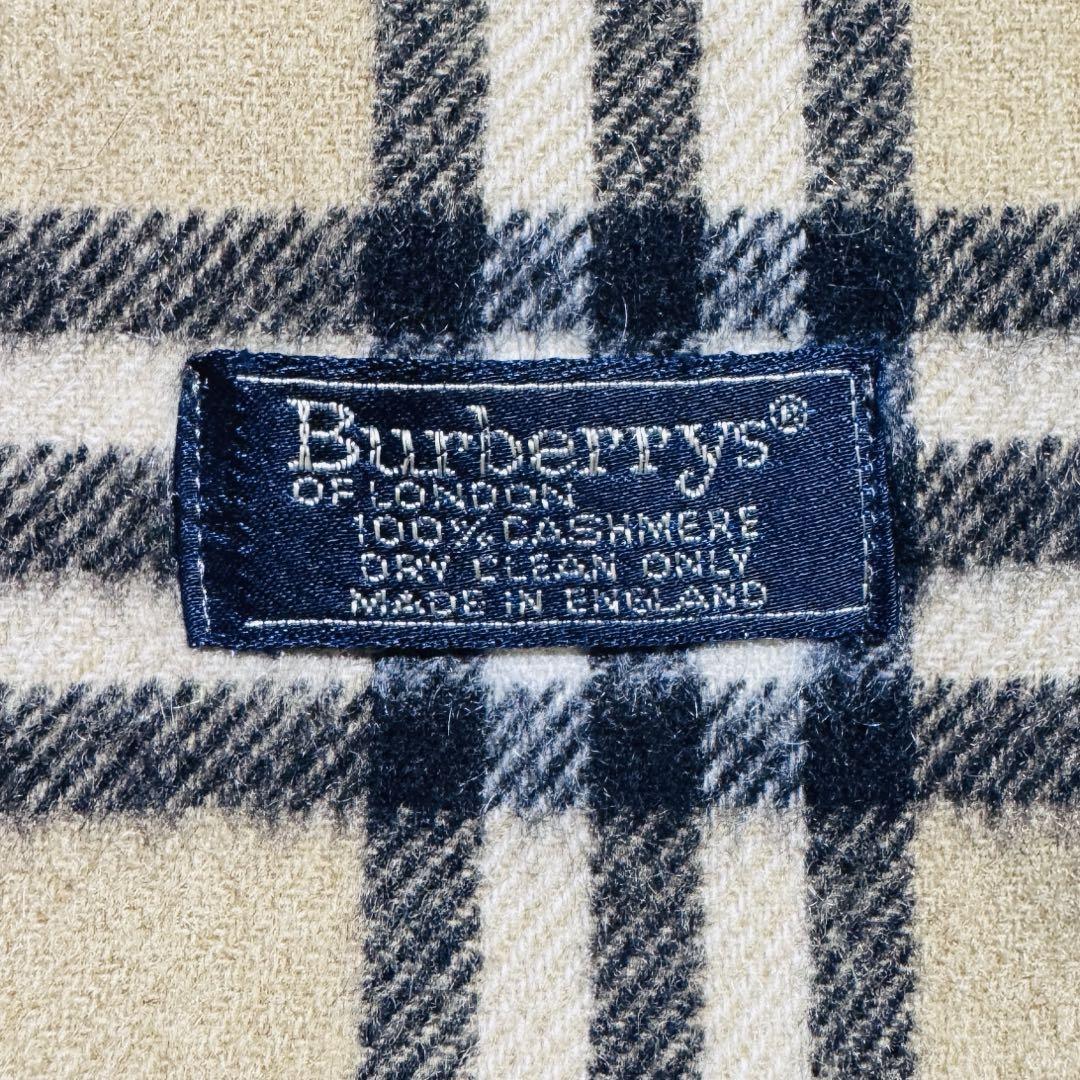 Burberrys®
OF LONDON
100% CASHMERE
DRY CLEAN ONLY
MADE IN ENGLAND